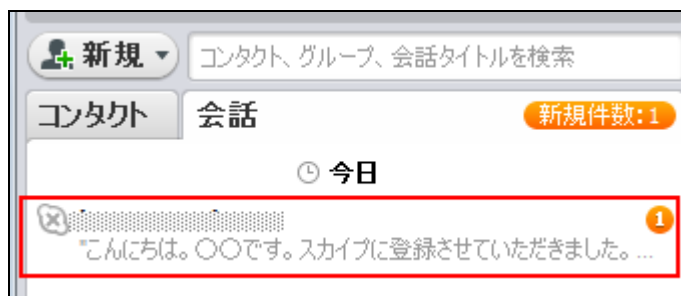 新規
コンタクト、グループ、会話タイトルを検索
コンタクト
会話
新規件数:1
今日
1
"こんにちは。〇〇です。スカイプに登録させていただきました。...